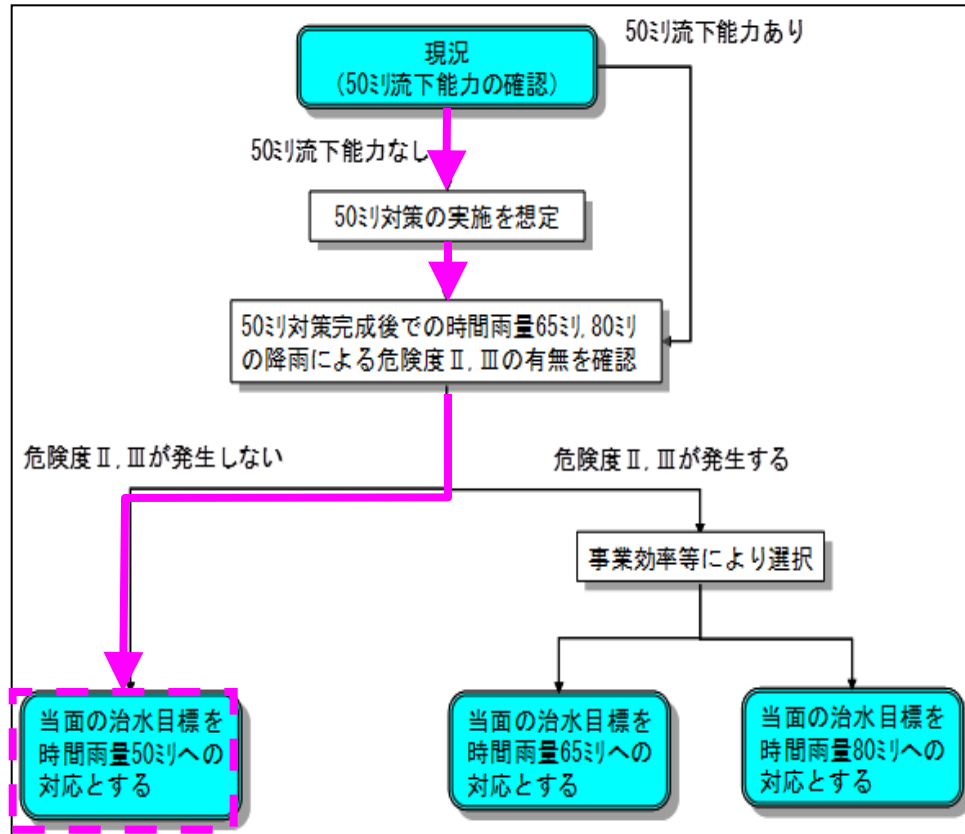 50ミリ流下能力あり
現況
(50ミリ流下能力の確認)
50ミリ流下能力なし
50ミリ対策の実施を想定
50ミリ対策完成後での時間雨量65ミリ,80ミリ
の降雨による危険度Ⅱ,Ⅲの有無を確認
危険度Ⅱ,Ⅲが発生しない
危険度Ⅱ,Ⅲが発生する
事業効率等により選択
当面の治水目標を
時間雨量50ミリへの
対応とする
当面の治水目標を
時間雨量65ミリへの
対応とする
当面の治水目標を
時間雨量80ミリへの
対応とする